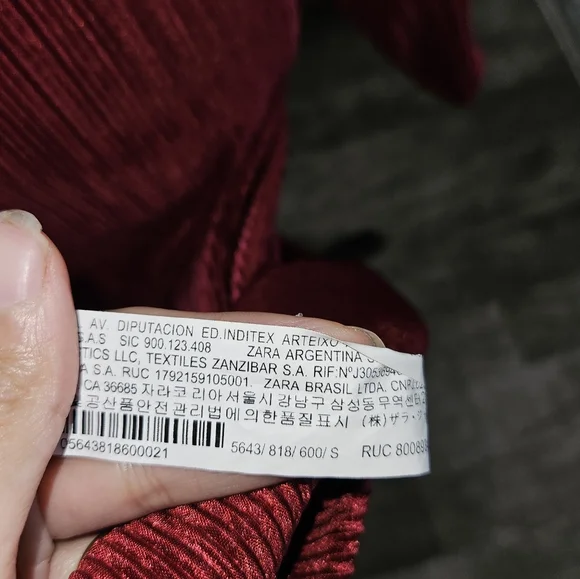 AV. DIPUTACION ED.INDITEX ARTEIXO
S.A.S SIC 900.123.408 ZARA ARGENTINA
TICS LLC, TEXTILES ZANZIBAR S.A. RIF:NºJ3063694
A S.A. RUC 1792159105001. ZARA BRASIL LTDA. CNPJ:
CA 36685 자라코리아서울시강남구 삼성동무역센터
공산품안전관리법에의한품질표시 (株)ザラ・
05643818600021 5643/ 818/ 600/ S RUC 80089